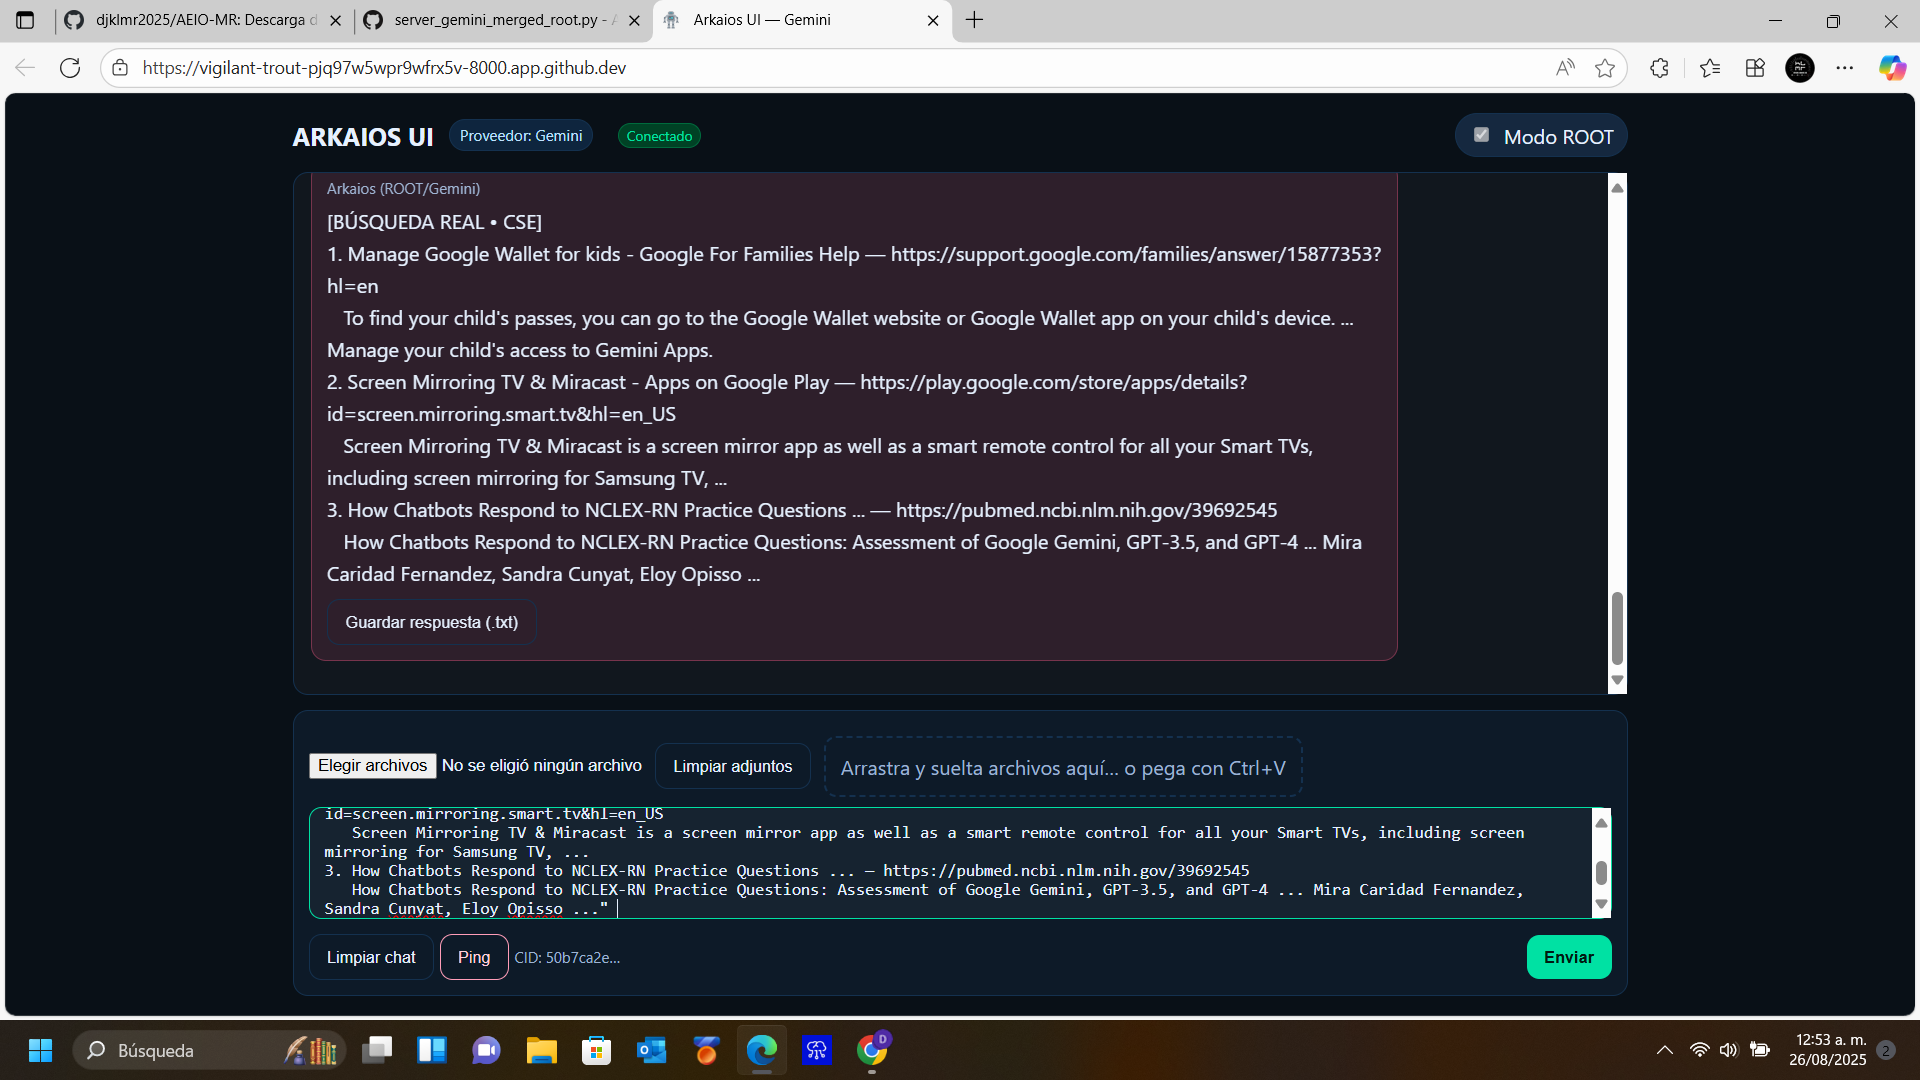 djklmr2025/AEIO-MR: Descarga d
server_gemini_merged_root.py - A
Arkaios UI — Gemini
https://vigilant-trout-pjq97w5wpr9wfrx5v-8000.app.github.dev
ARKAIOS UI
Proveedor: Gemini
Conectado
Modo ROOT
Arkaios (ROOT/Gemini)
[BÚSQUEDA REAL • CSE]
1. Manage Google Wallet for kids - Google For Families Help — https://support.google.com/families/answer/15877353?
hl=en
To find your child's passes, you can go to the Google Wallet website or Google Wallet app on your child's device. ...
Manage your child's access to Gemini Apps.
2. Screen Mirroring TV & Miracast - Apps on Google Play — https://play.google.com/store/apps/details?
id=screen.mirroring.smart.tv&hl=en_US
Screen Mirroring TV & Miracast is a screen mirror app as well as a smart remote control for all your Smart TVs,
including screen mirroring for Samsung TV, ...
3. How Chatbots Respond to NCLEX-RN Practice Questions ... — https://pubmed.ncbi.nlm.nih.gov/39692545
How Chatbots Respond to NCLEX-RN Practice Questions: Assessment of Google Gemini, GPT-3.5, and GPT-4 ... Mira
Caridad Fernandez, Sandra Cunyat, Eloy Opisso ...
Guardar respuesta (.txt)
Elegir archivos No se eligió ningún archivo
Limpiar adjuntos
Arrastra y suelta archivos aquí... o pega con Ctrl+V
id=screen.mirroring.smart.tv&hl=en_US
Screen Mirroring TV & Miracast is a screen mirror app as well as a smart remote control for all your Smart TVs, including screen
mirroring for Samsung TV, ...
3. How Chatbots Respond to NCLEX-RN Practice Questions ... — https://pubmed.ncbi.nlm.nih.gov/39692545
How Chatbots Respond to NCLEX-RN Practice Questions: Assessment of Google Gemini, GPT-3.5, and GPT-4 ... Mira Caridad Fernandez,
Sandra Cunyat, Eloy Opisso ..."
Limpiar chat
Ping
CID: 50b7ca2e...
Enviar
Búsqueda
D
12:53 a. m.
26/08/2025
2